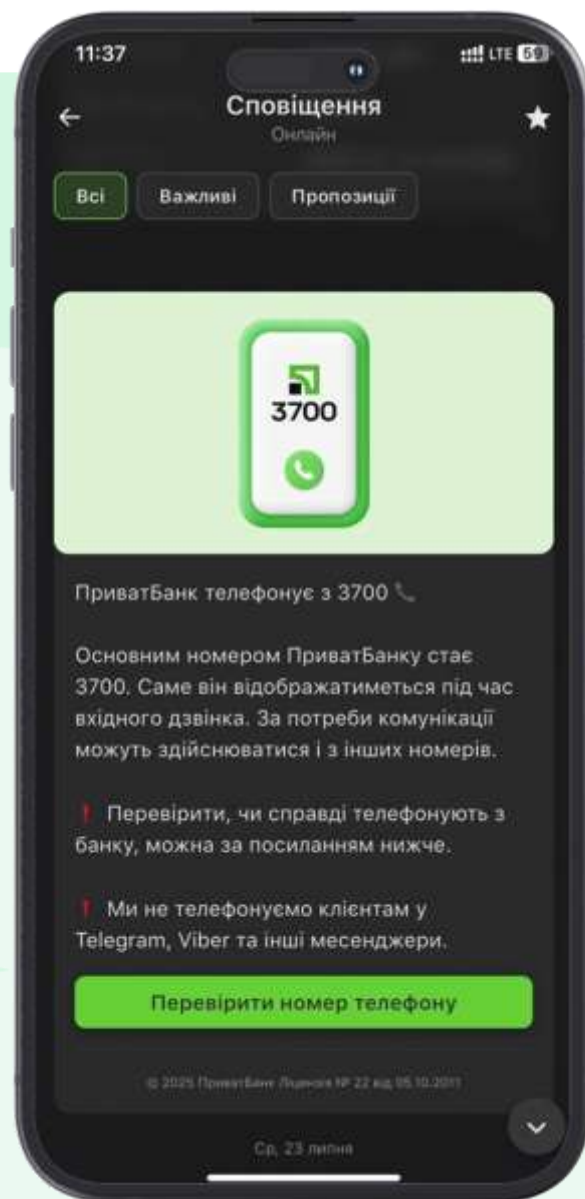 11:37
LTE 69
Сповіщення
Онлайн
Всі
Важливі
Пропозиції
3700
ПриватБанк телефонує з 3700
Основним номером ПриватБанку стає
3700. Саме він відображатиметься під час
вхідного дзвінка. За потреби комунікації
можуть здійснюватися і з інших номерів.
❗ Перевірити, чи справді телефонують з
банку, можна за посиланням нижче.
❗ Ми не телефонуємо клієнтам у
Telegram, Viber та інші месенджери.
Перевірити номер телефону
© 2025 ПриватБанк Ліцензія № 22 від 05.10.2011
Ср, 23 липня